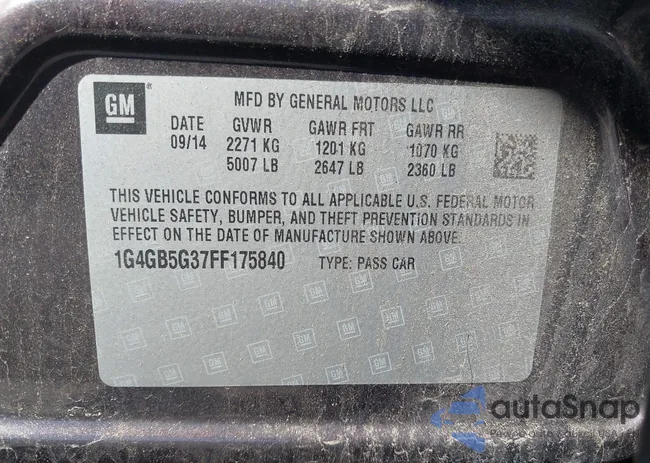 GM
MFD BY GENERAL MOTORS LLC
DATE GVWR GAWR FRT GAWR RR
09/14 2271 KG 1201 KG 1070 KG
5007 LB 2647 LB 2360 LB
THIS VEHICLE CONFORMS TO ALL APPLICABLE U.S. FEDERAL MOTOR
VEHICLE SAFETY, BUMPER, AND THEFT PREVENTION STANDARDS IN
EFFECT ON THE DATE OF MANUFACTURE SHOWN ABOVE.
1G4GB5G37FF175840 TYPE: PASS CAR
autoSnap